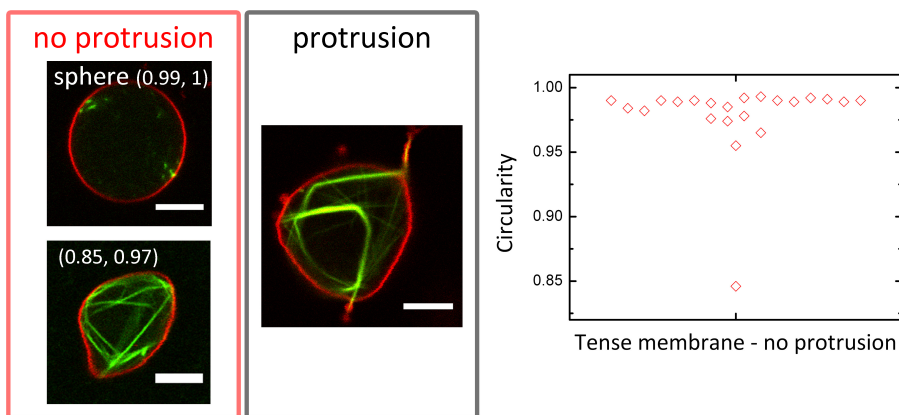 no protrusion
sphere (0.99, 1)
(0.85, 0.97)
protrusion
1.00
0.95
0.90
0.85
Circularity
Tense membrane - no protrusion